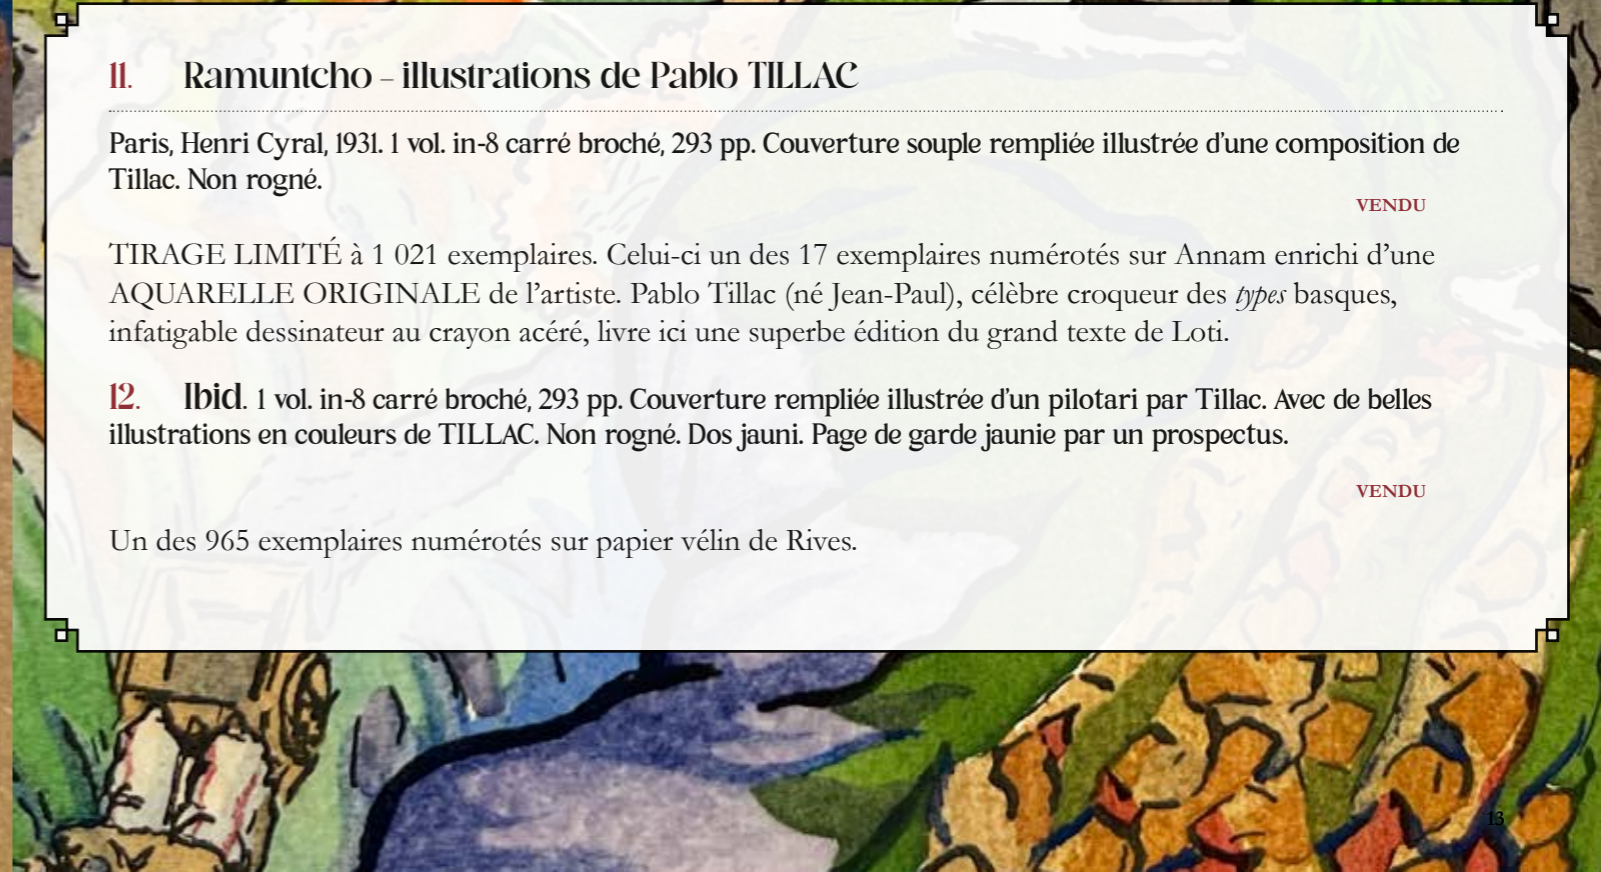 11. Ramuntcho – illustrations de Pablo TILLAC
Paris, Henri Cyral, 1931. 1 vol. in-8 carré broché, 293 pp. Couverture souple rempliée illustrée d'une composition de
Tillac. Non rogné.
VENDU
TIRAGE LIMITÉ à 1 021 exemplaires. Celui-ci un des 17 exemplaires numérotés sur Annam enrichi d'une
AQUARELLE ORIGINALE de l'artiste. Pablo Tillac (né Jean-Paul), célèbre croqueur des types basques,
infatigable dessinateur au crayon acéré, livre ici une superbe édition du grand texte de Loti.
12. Ibid. 1 vol. in-8 carré broché, 293 pp. Couverture rempliée illustrée d'un pilotari par Tillac. Avec de belles
illustrations en couleurs de TILLAC. Non rogné. Dos jauni. Page de garde jaunie par un prospectus.
VENDU
Un des 965 exemplaires numérotés sur papier vélin de Rives.
13